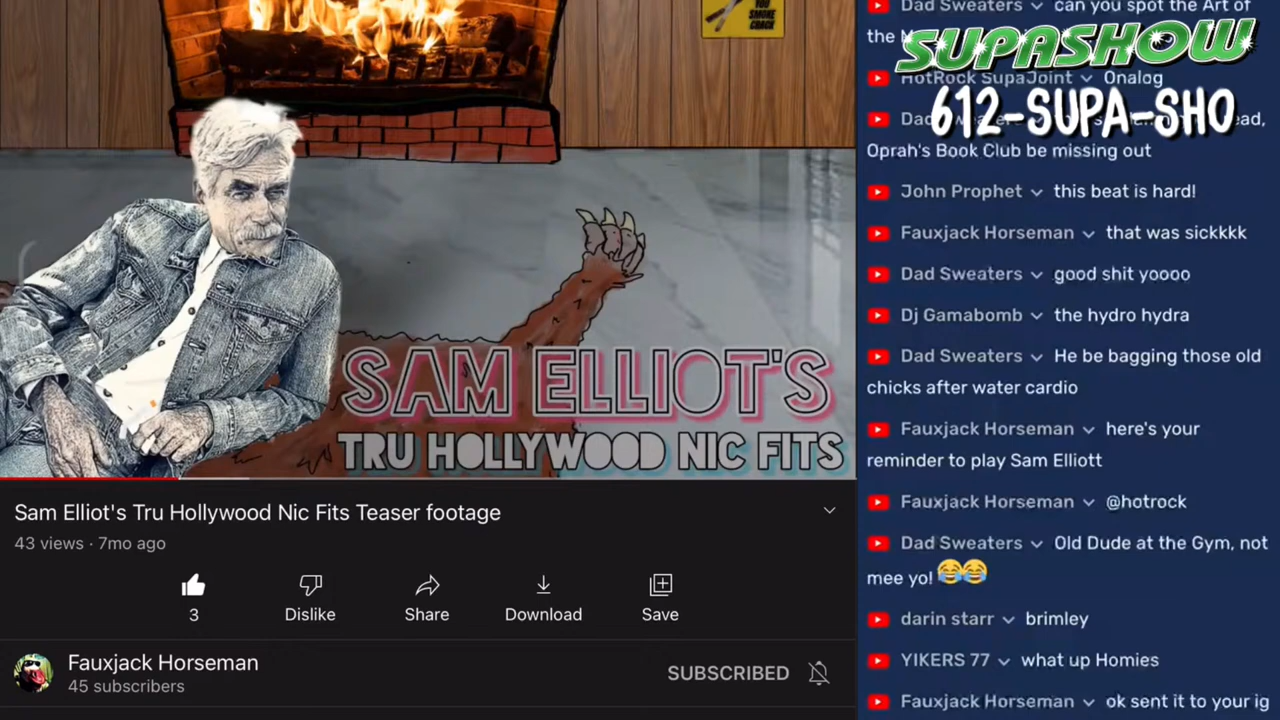 YOU
SMOKE
CRACK
SAM ELLIOT'S
TRU HOLLYWOOD NIC FITS
Sam Elliot's Tru Hollywood Nic Fits Teaser footage
43 views · 7mo ago
3
Dislike
Share
Download
Save
Fauxjack Horseman
45 subscribers
SUBSCRIBED
SUPASHOW
612-SUPA-SHO
Dad Sweaters can you spot the Art of
the
HotRock SupaJoint Onalog
Oprah's Book Club be missing out
John Prophet this beat is hard!
Fauxjack Horseman that was sickkkk
Dad Sweaters good shit yoooo
Dj Gamabomb the hydro hydra
Dad Sweaters He be bagging those old
chicks after water cardio
Fauxjack Horseman here's your
reminder to play Sam Elliott
Fauxjack Horseman @hotrock
Dad Sweaters Old Dude at the Gym, not
mee yo! 😂😂
darin starr brimley
YIKERS 77 what up Homies
Fauxjack Horseman ok sent it to your ig